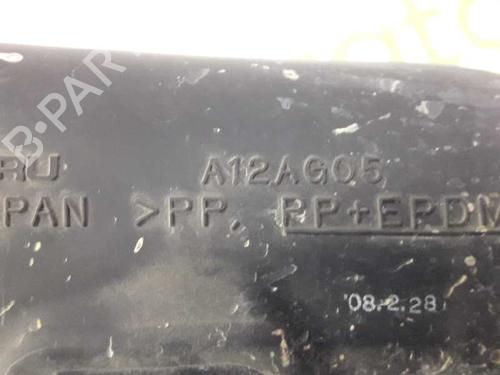 RU A12AG05
PAN >PP. PP+EPDM
'08.2.28
B-PAR